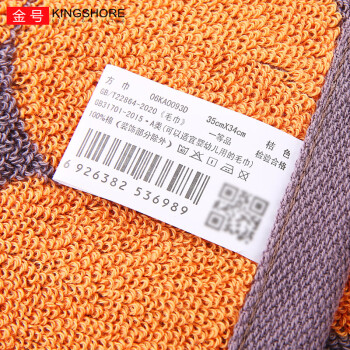 金号 KINGSHORE
方巾 06KA0093D 35cmX34cm 桔色
GB/T22864-2020《毛巾》 一等品 检验合格
GB31701-2015·A类(可以适宜婴幼儿用的毛巾)
100%棉《装饰部分除外》
6 926382 536989